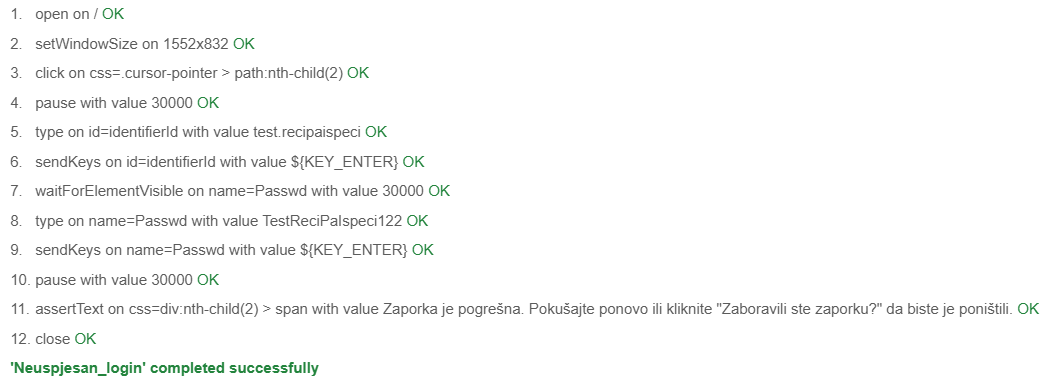 1. open on / OK
2. setWindowSize on 1552x832 OK
3. click on css=.cursor-pointer > path:nth-child(2) OK
4. pause with value 30000 OK
5. type on id=identifierId with value test.recipaispeci OK
6. sendKeys on id=identifierId with value ${KEY_ENTER} OK
7. waitForElementVisible on name=Passwd with value 30000 OK
8. type on name=Passwd with value TestReciPaIspeci122 OK
9. sendKeys on name=Passwd with value ${KEY_ENTER} OK
10. pause with value 30000 OK
11. assertText on css=div:nth-child(2) > span with value Zaporka je pogrešna. Pokušajte ponovo ili kliknite "Zaboravili ste zaporku?" da biste je poništili. OK
12. close OK
'Neuspjesan_login' completed successfully